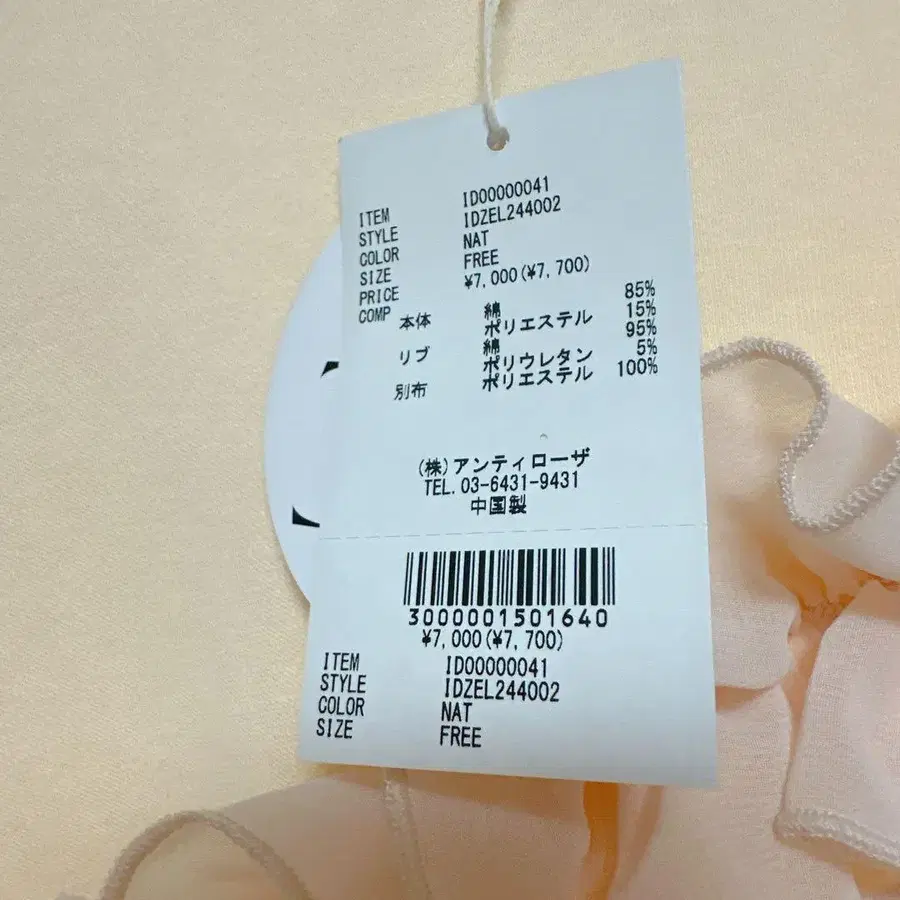 ITEM ID00000041
STYLE IDZEL244002
COLOR NAT
SIZE FREE
PRICE ¥7,000(¥7,700)
COMP 本体 綿 85%
ポリエステル 15%
リブ 綿 95%
ポリウレタン 5%
別布 ポリエステル 100%
(株)アンティローザ
TEL.03-6431-9431
中国製
3000001501640
¥7,000(¥7,700)
ITEM ID00000041
STYLE IDZEL244002
COLOR NAT
SIZE FREE